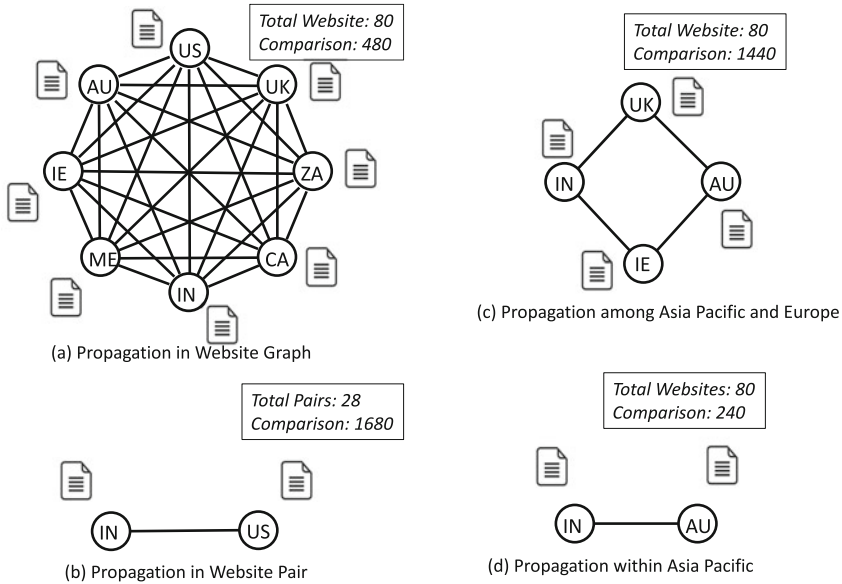 Total Website: 80
Comparison: 480
US
AU
UK
IE
ZA
ME
CA
IN
(a) Propagation in Website Graph
Total Website: 80
Comparison: 1440
UK
IN
AU
IE
(c) Propagation among Asia Pacific and Europe
Total Pairs: 28
Comparison: 1680
IN
US
(b) Propagation in Website Pair
Total Websites: 80
Comparison: 240
IN
AU
(d) Propagation within Asia Pacific